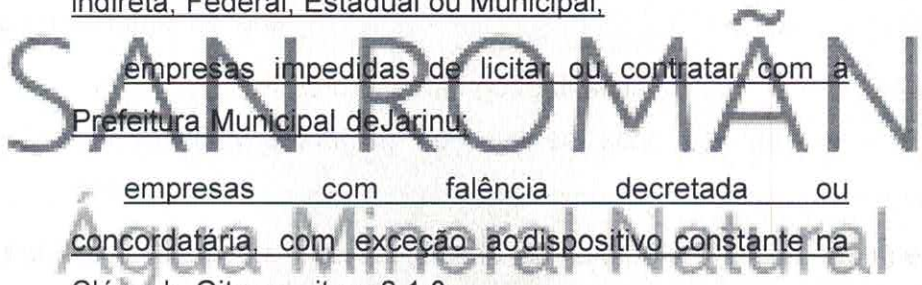 indireta, Federal, Estadual ou Municipal;
SAN ROMÃN
empresas impedidas de licitar ou contratar com a
Prefeitura Municipal deJarinu;
empresas com falência decretada ou
Água Mineral Natural
concordatária, com exceção aodispositivo constante na